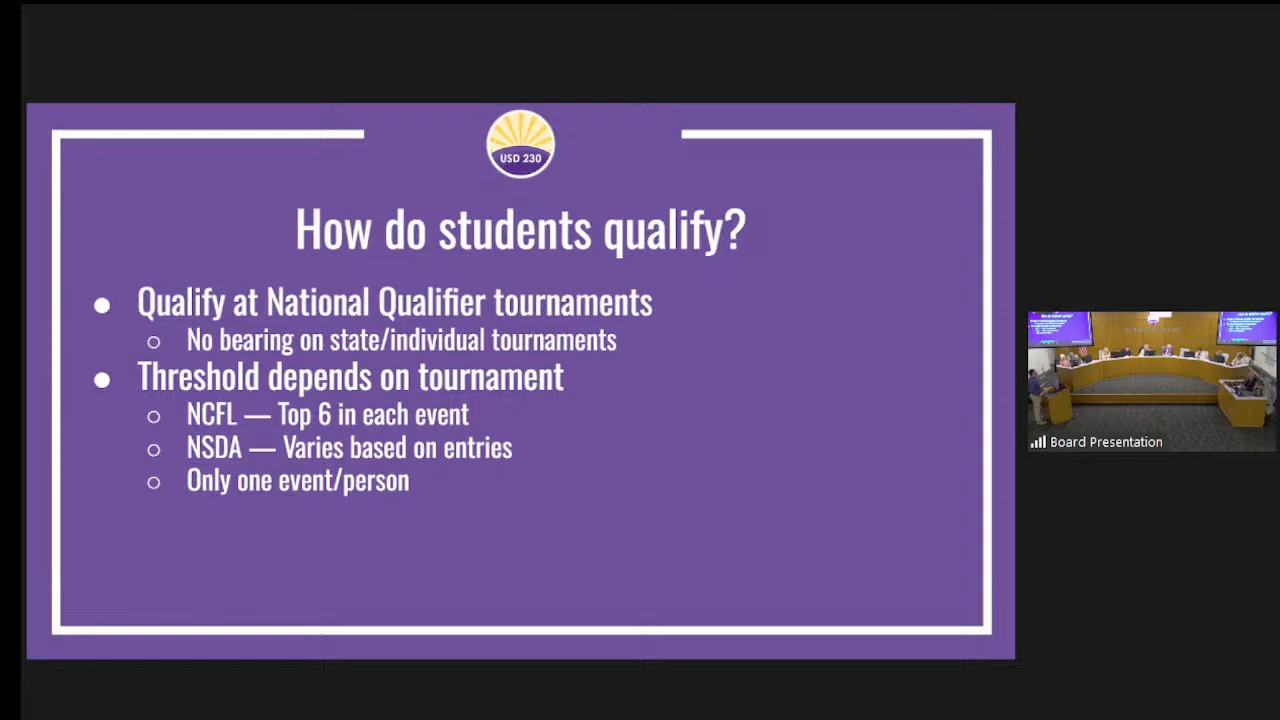 USD 230
How do students qualify?
● Qualify at National Qualifier tournaments
○ No bearing on state/individual tournaments
● Threshold depends on tournament
○ NCFL — Top 6 in each event
○ NSDA — Varies based on entries
○ Only one event/person
Board Presentation